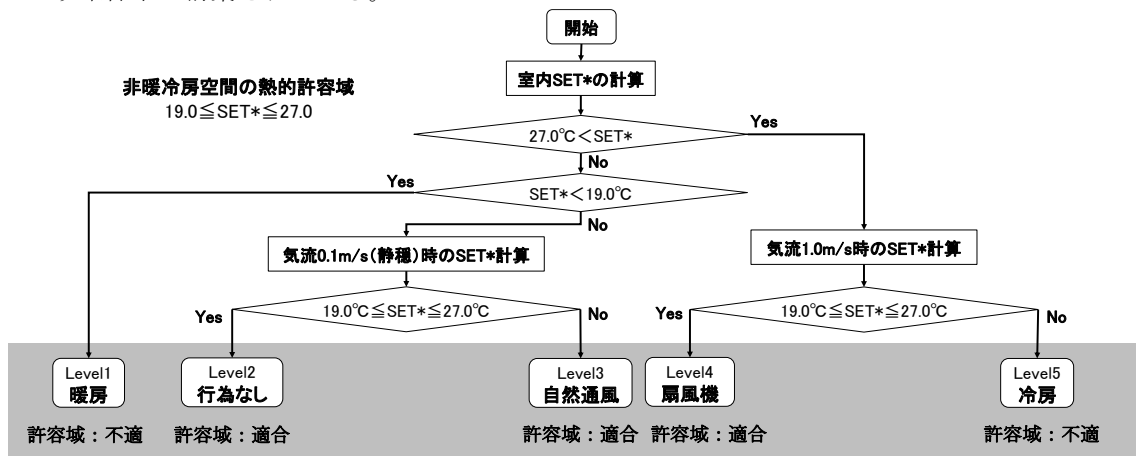 開始
室内SET*の計算
非暖冷房空間の熱的許容域
19.0≦SET*≦27.0
27.0℃<SET*
Yes
No
Yes
SET*<19.0℃
No
気流0.1m/s(静穏)時のSET*計算
気流1.0m/s時のSET*計算
Yes
19.0℃≦SET*≦27.0℃
No
Yes
19.0℃≦SET*≦27.0℃
No
Level1
暖房
Level2
行為なし
Level3
自然通風
Level4
扇風機
Level5
冷房
許容域：不適
許容域：適合
許容域：適合
許容域：適合
許容域：不適